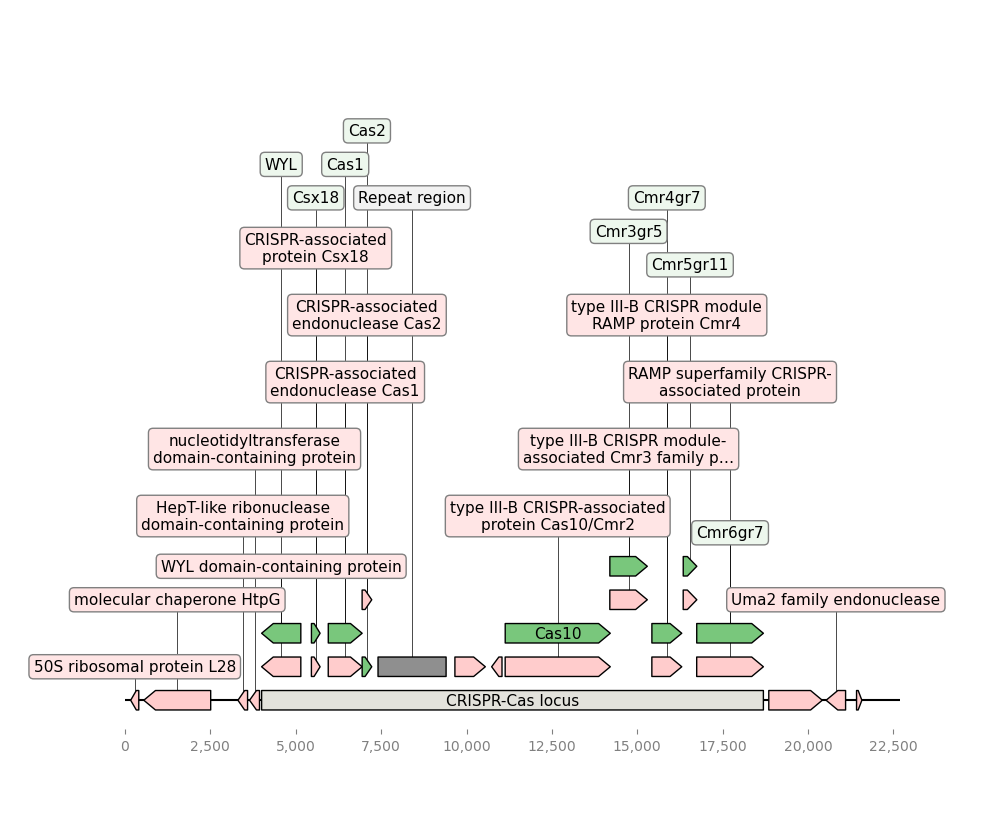 Cas2
WYL
Cas1
Csx18
Repeat region
Cmr4gr7
Cmr3gr5
CRISPR-associated
protein Csx18
Cmr5gr11
CRISPR-associated
endonuclease Cas2
type III-B CRISPR module
RAMP protein Cmr4
CRISPR-associated
endonuclease Cas1
RAMP superfamily CRISPR-
associated protein
nucleotidyltransferase
domain-containing protein
type III-B CRISPR module-
associated Cmr3 family p…
HepT-like ribonuclease
domain-containing protein
type III-B CRISPR-associated
protein Cas10/Cmr2
Cmr6gr7
WYL domain-containing protein
molecular chaperone HtpG
Uma2 family endonuclease
Cas10
50S ribosomal protein L28
CRISPR-Cas locus
0 2,500 5,000 7,500 10,000 12,500 15,000 17,500 20,000 22,500